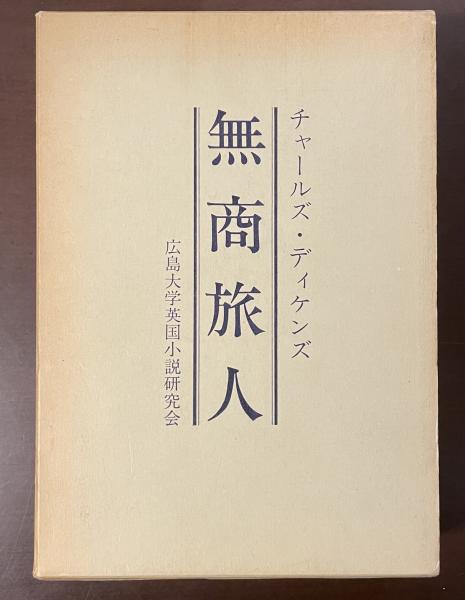 チャールズ・ディケンズ
無商旅人
広島大学英国小説研究会